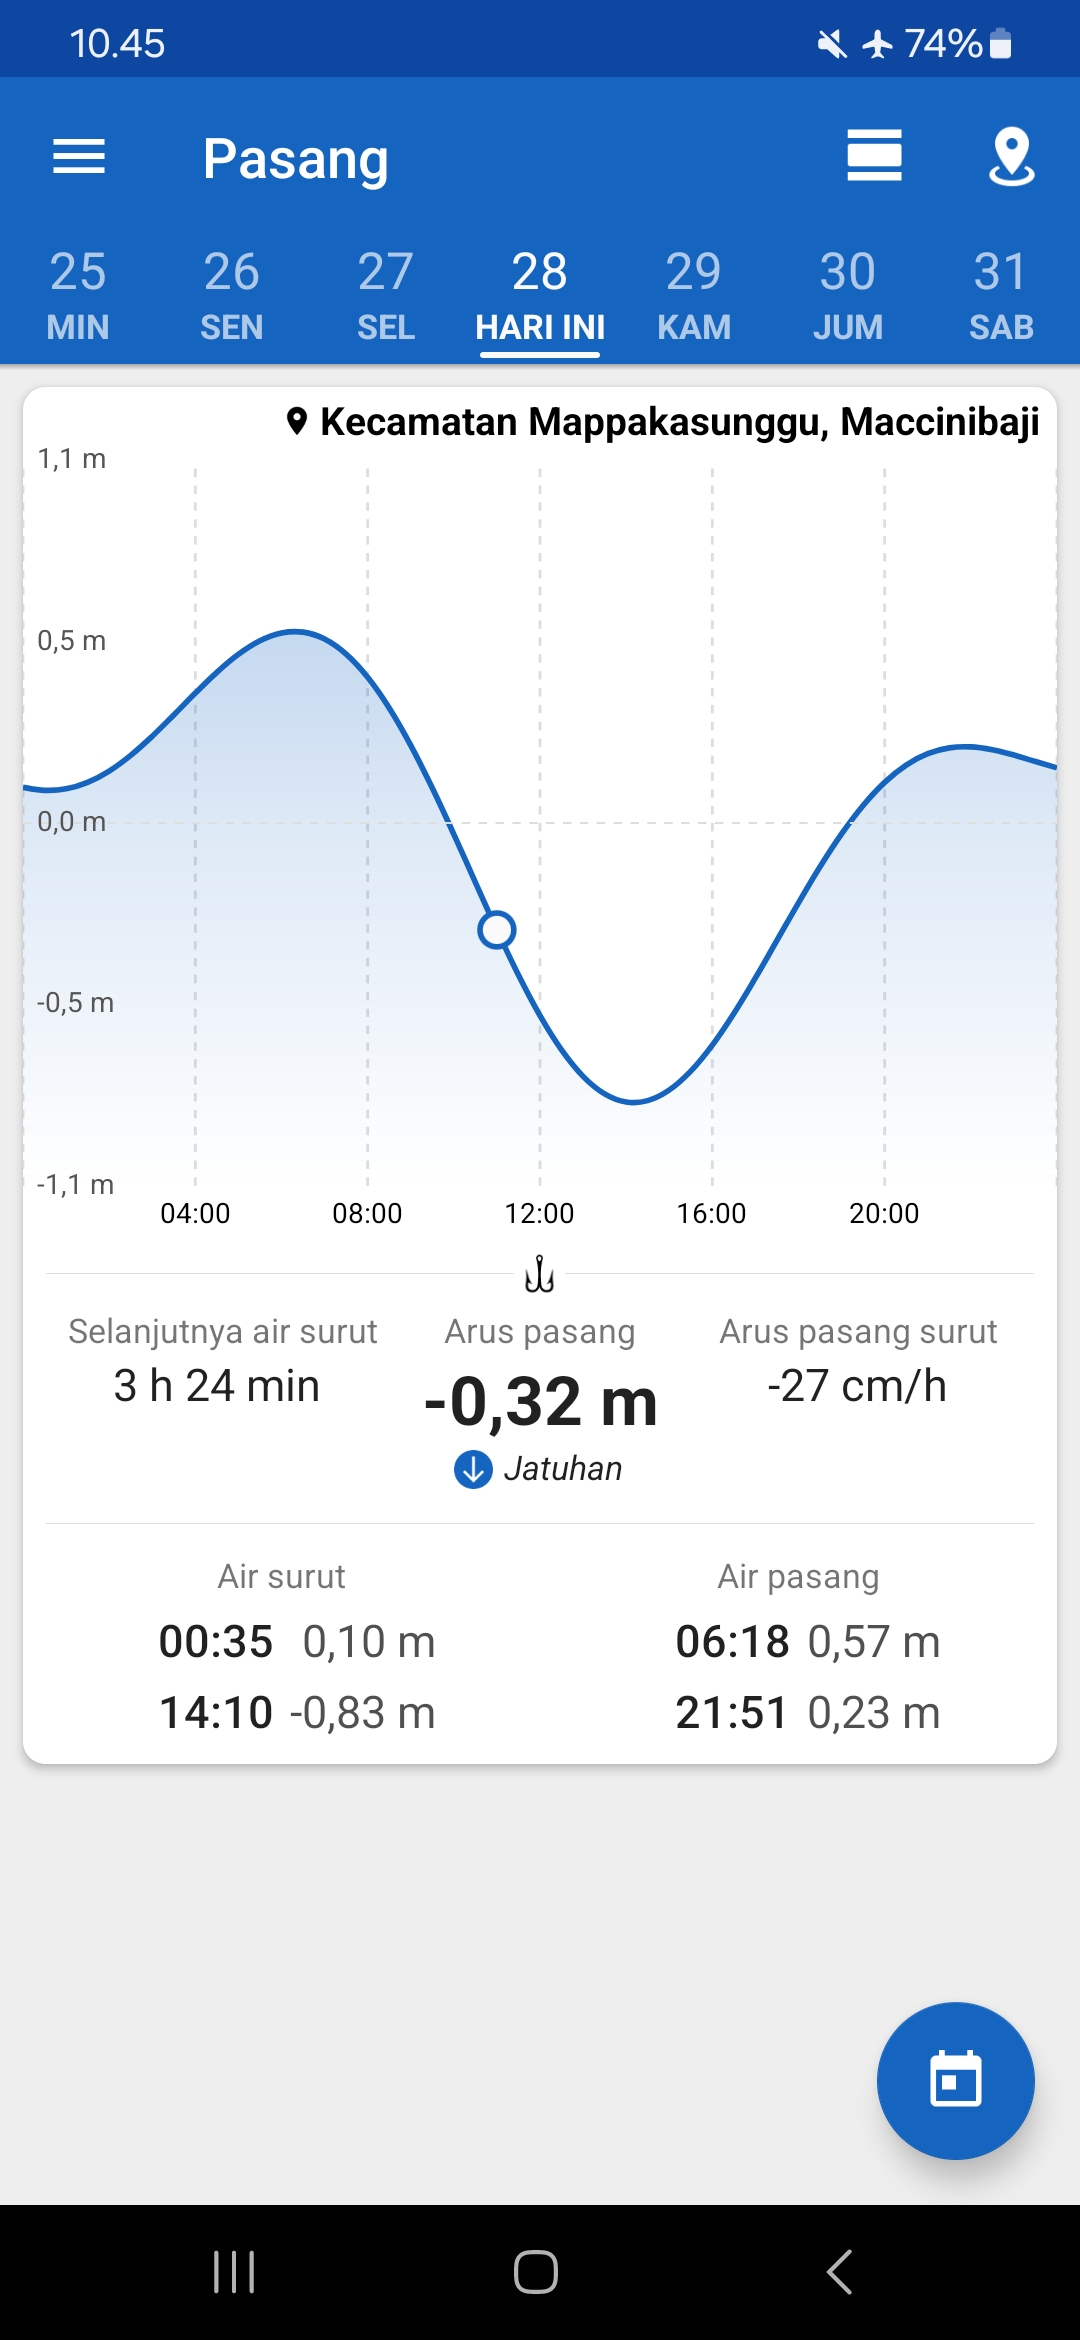 10.45 74%
Pasang
25 26 27 28 29 30 31
MIN SEN SEL HARI INI KAM JUM SAB
Kecamatan Mappakasunggu, Maccinibaji
1,1 m
0,5 m
0,0 m
-0,5 m
-1,1 m
04:00 08:00 12:00 16:00 20:00
Selanjutnya air surut Arus pasang Arus pasang surut
3 h 24 min -0,32 m -27 cm/h
Jatuhan
Air surut Air pasang
00:35 0,10 m 06:18 0,57 m
14:10 -0,83 m 21:51 0,23 m